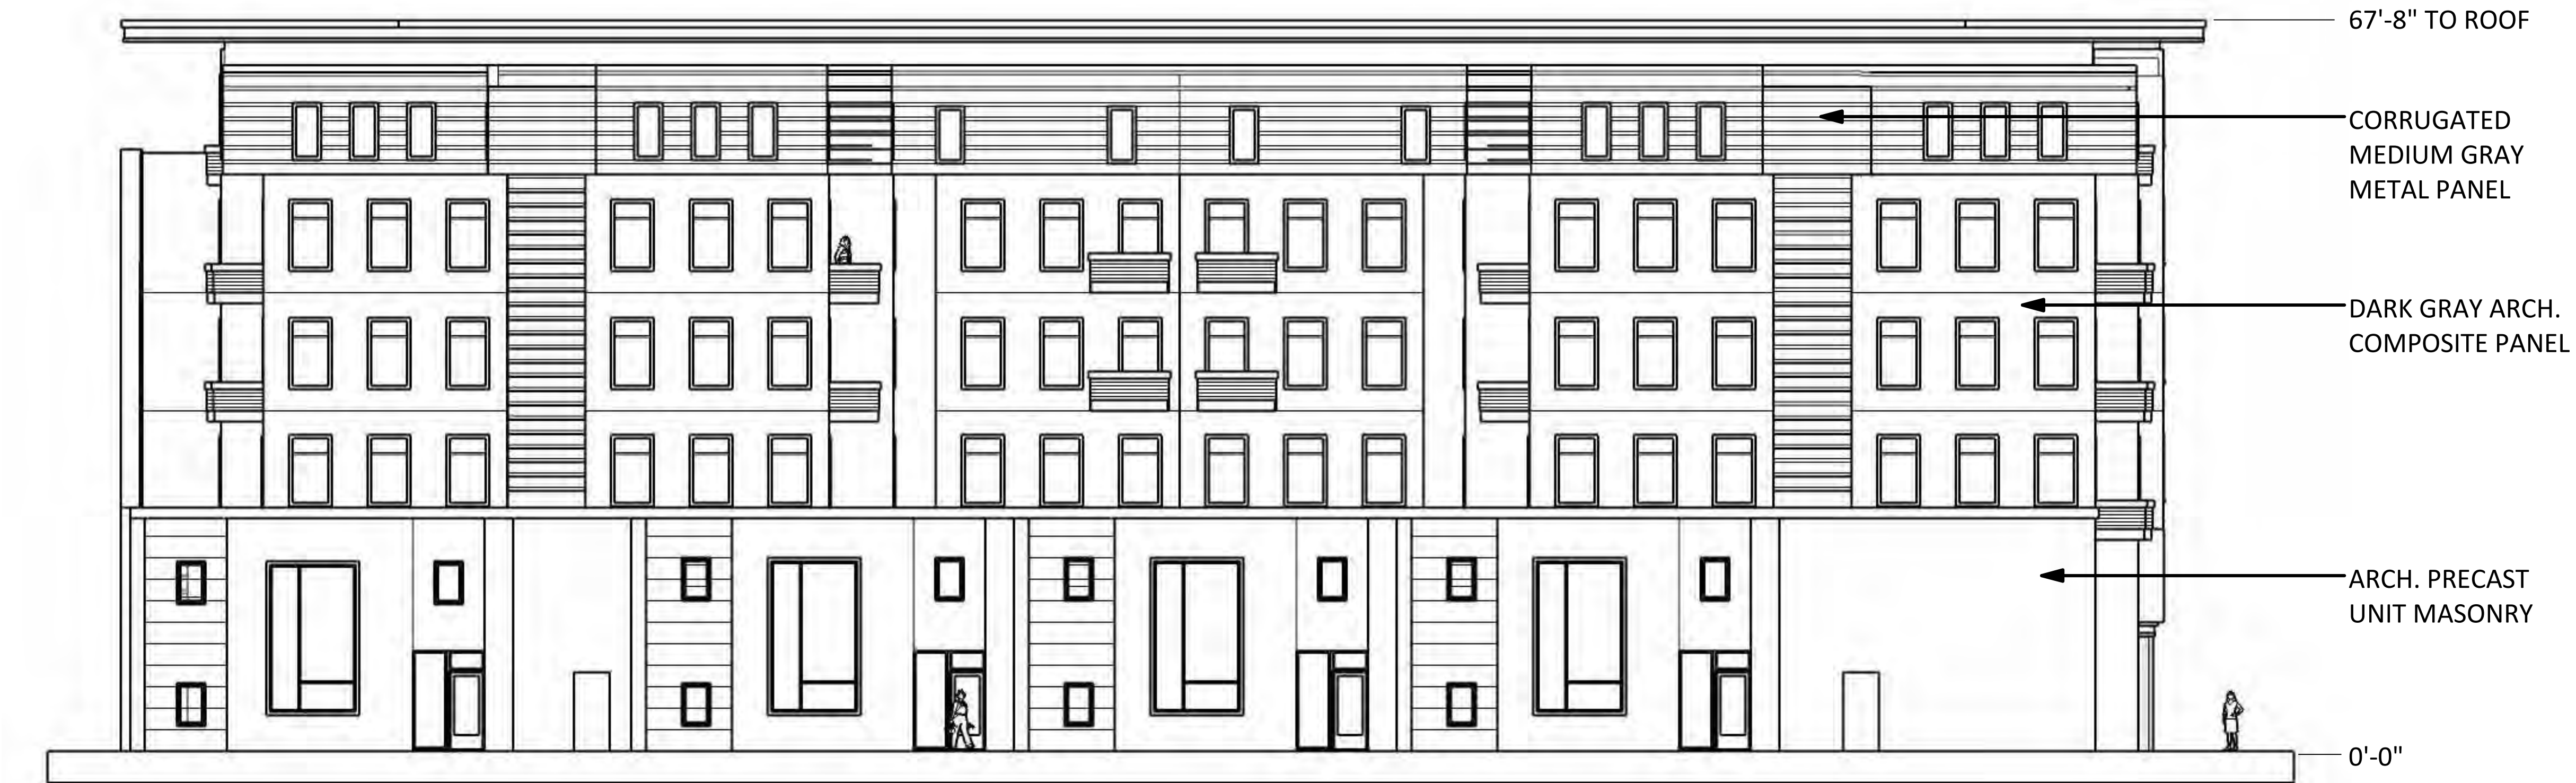 67'-8" TO ROOF
CORRUGATED
MEDIUM GRAY
METAL PANEL
DARK GRAY ARCH.
COMPOSITE PANEL
ARCH. PRECAST
UNIT MASONRY
0'-0"